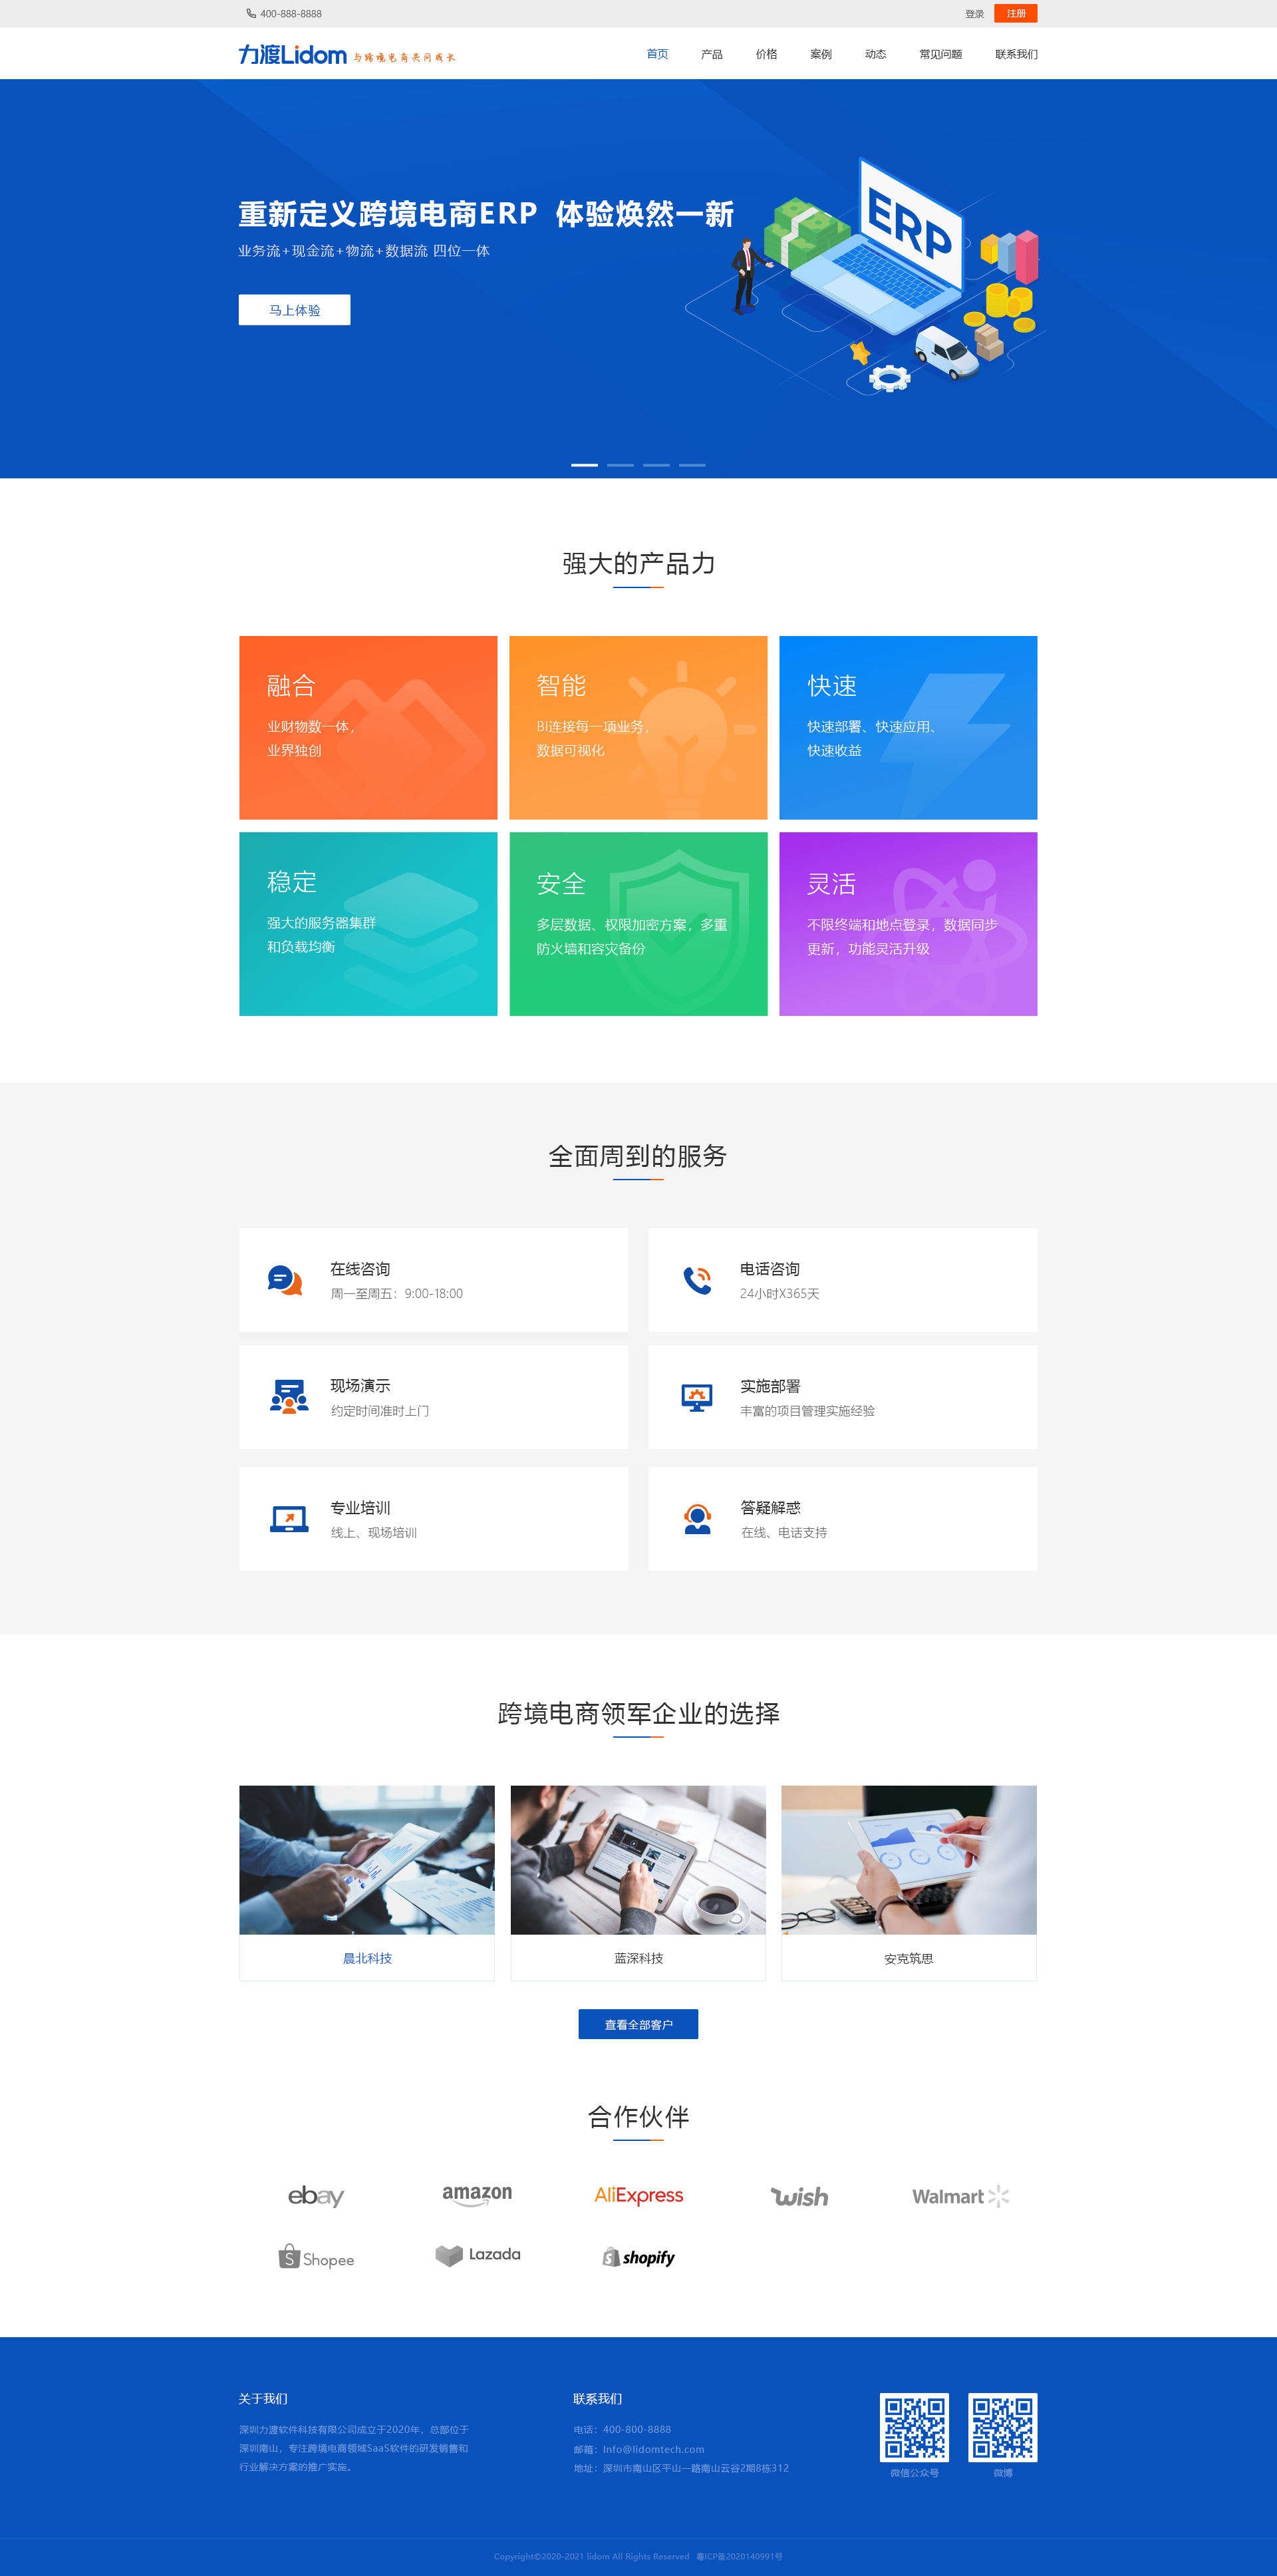 400-888-8888
登录
注册
力渡Lidom 与跨境电商共同成长
首页 产品 价格 案例 动态 常见问题 联系我们
重新定义跨境电商ERP 体验焕然一新
业务流+现金流+物流+数据流 四位一体
马上体验
ERP
强大的产品力
融合
业财物数一体，
业界独创
智能
BI连接每一项业务，
数据可视化
快速
快速部署、快速应用、
快速收益
稳定
强大的服务器集群
和负载均衡
安全
多层数据、权限加密方案，多重
防火墙和容灾备份
灵活
不限终端和地点登录，数据同步
更新，功能灵活升级
全面周到的服务
在线咨询
周一至周五：9:00-18:00
电话咨询
24小时X365天
现场演示
约定时间准时上门
实施部署
丰富的项目管理实施经验
专业培训
线上、现场培训
答疑解惑
在线、电话支持
跨境电商领军企业的选择
晨北科技
蓝深科技
安克筑思
查看全部客户
合作伙伴
ebay
amazon
AliExpress
wish
Walmart
Shopee
Lazada
shopify
关于我们
深圳力渡软件科技有限公司成立于2020年，总部位于
深圳南山，专注跨境电商领域SaaS软件的研发销售和
行业解决方案的推广实施。
联系我们
电话：400-800-8888
邮箱：Info@lidomtech.com
地址：深圳市南山区平山一路南山云谷2期8栋312
微信公众号
微博
Copyright©2020-2021 lidom All Rights Reserved 粤ICP备2020140991号